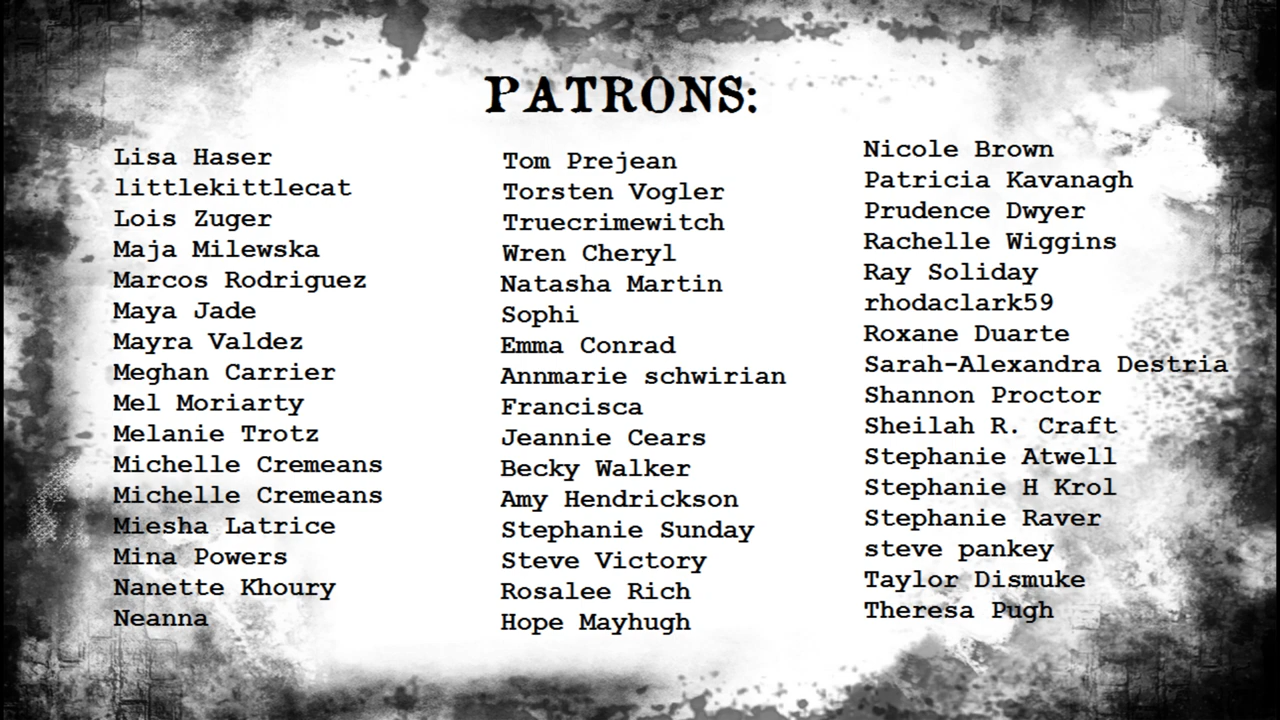 PATRONS:
Lisa Haser
littlekittlecat
Lois Zuger
Maja Milewska
Marcos Rodriguez
Maya Jade
Mayra Valdez
Meghan Carrier
Mel Moriarty
Melanie Trotz
Michelle Cremeans
Michelle Cremeans
Miesha Latrice
Mina Powers
Nanette Khoury
Neanna
Tom Prejean
Torsten Vogler
Truecrimewitch
Wren Cheryl
Natasha Martin
Sophi
Emma Conrad
Annmarie schwirian
Francisca
Jeannie Cears
Becky Walker
Amy Hendrickson
Stephanie Sunday
Steve Victory
Rosalee Rich
Hope Mayhugh
Nicole Brown
Patricia Kavanagh
Prudence Dwyer
Rachelle Wiggins
Ray Soliday
rhodaclark59
Roxane Duarte
Sarah-Alexandra Destria
Shannon Proctor
Sheilah R. Craft
Stephanie Atwell
Stephanie H Krol
Stephanie Raver
steve pankey
Taylor Dismuke
Theresa Pugh